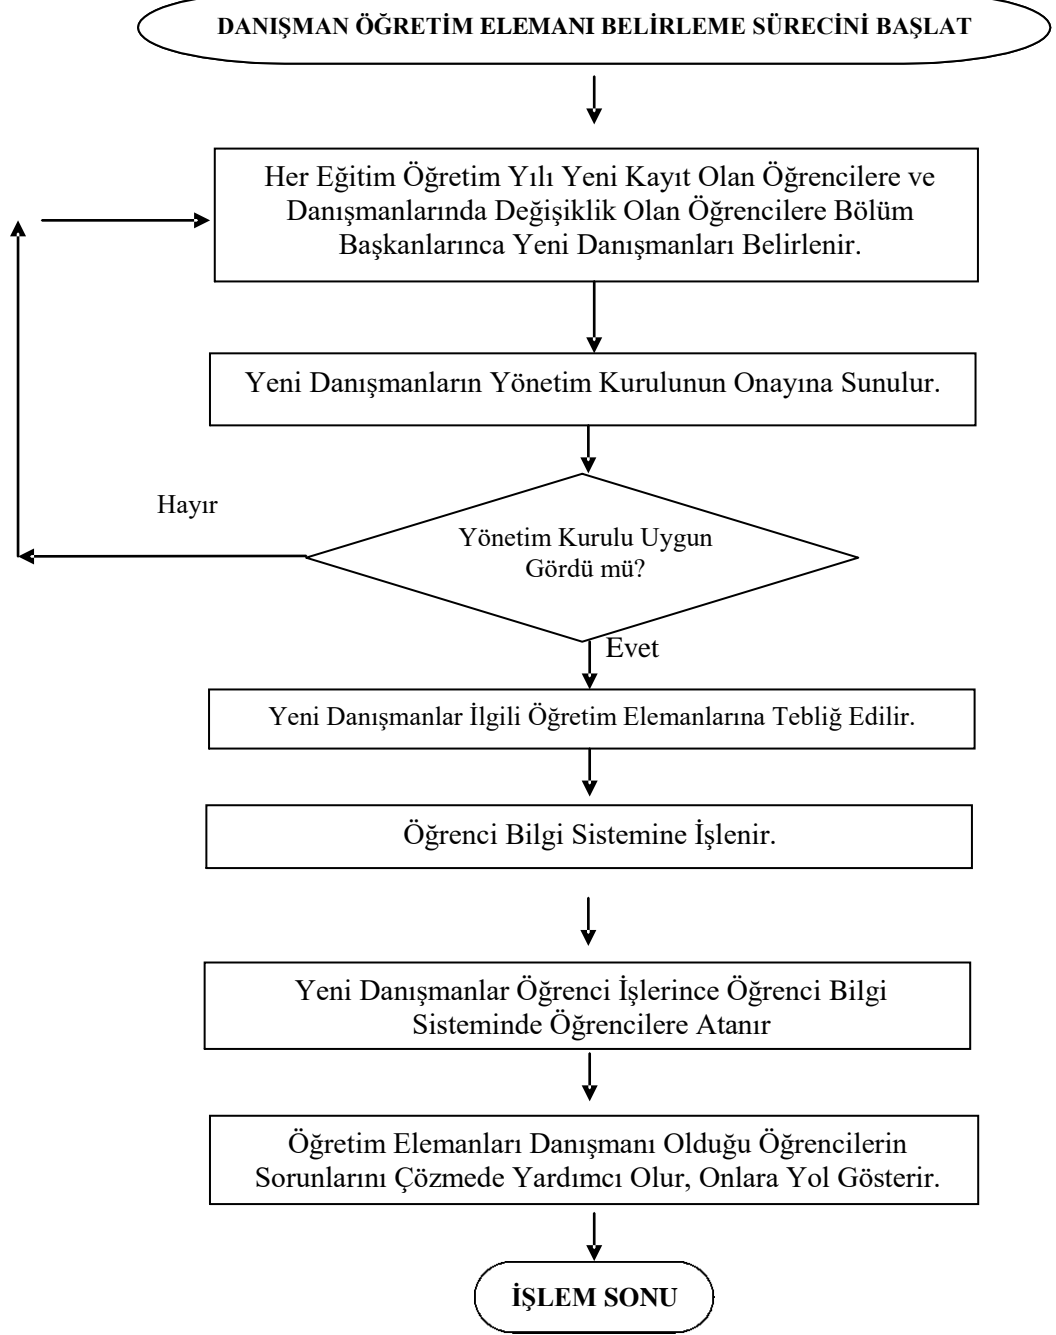 DANIŞMAN ÖĞRETİM ELEMANI BELİRLEME SÜRECİNİ BAŞLAT
Her Eğitim Öğretim Yılı Yeni Kayıt Olan Öğrencilere ve
Danışmanlarında Değişiklik Olan Öğrencilere Bölüm
Başkanlarınca Yeni Danışmanları Belirlenir.
Yeni Danışmanların Yönetim Kurulunun Onayına Sunulur.
Hayır
Yönetim Kurulu Uygun
Gördü mü?
Evet
Yeni Danışmanlar İlgili Öğretim Elemanlarına Tebliğ Edilir.
Öğrenci Bilgi Sistemine İşlenir.
Yeni Danışmanlar Öğrenci İşlerince Öğrenci Bilgi
Sisteminde Öğrencilere Atanır
Öğretim Elemanları Danışmanı Olduğu Öğrencilerin
Sorunlarını Çözmede Yardımcı Olur, Onlara Yol Gösterir.
İŞLEM SONU